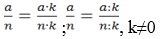 a/n = a·k/n·k ; a/n = a:k/n:k, k≠0